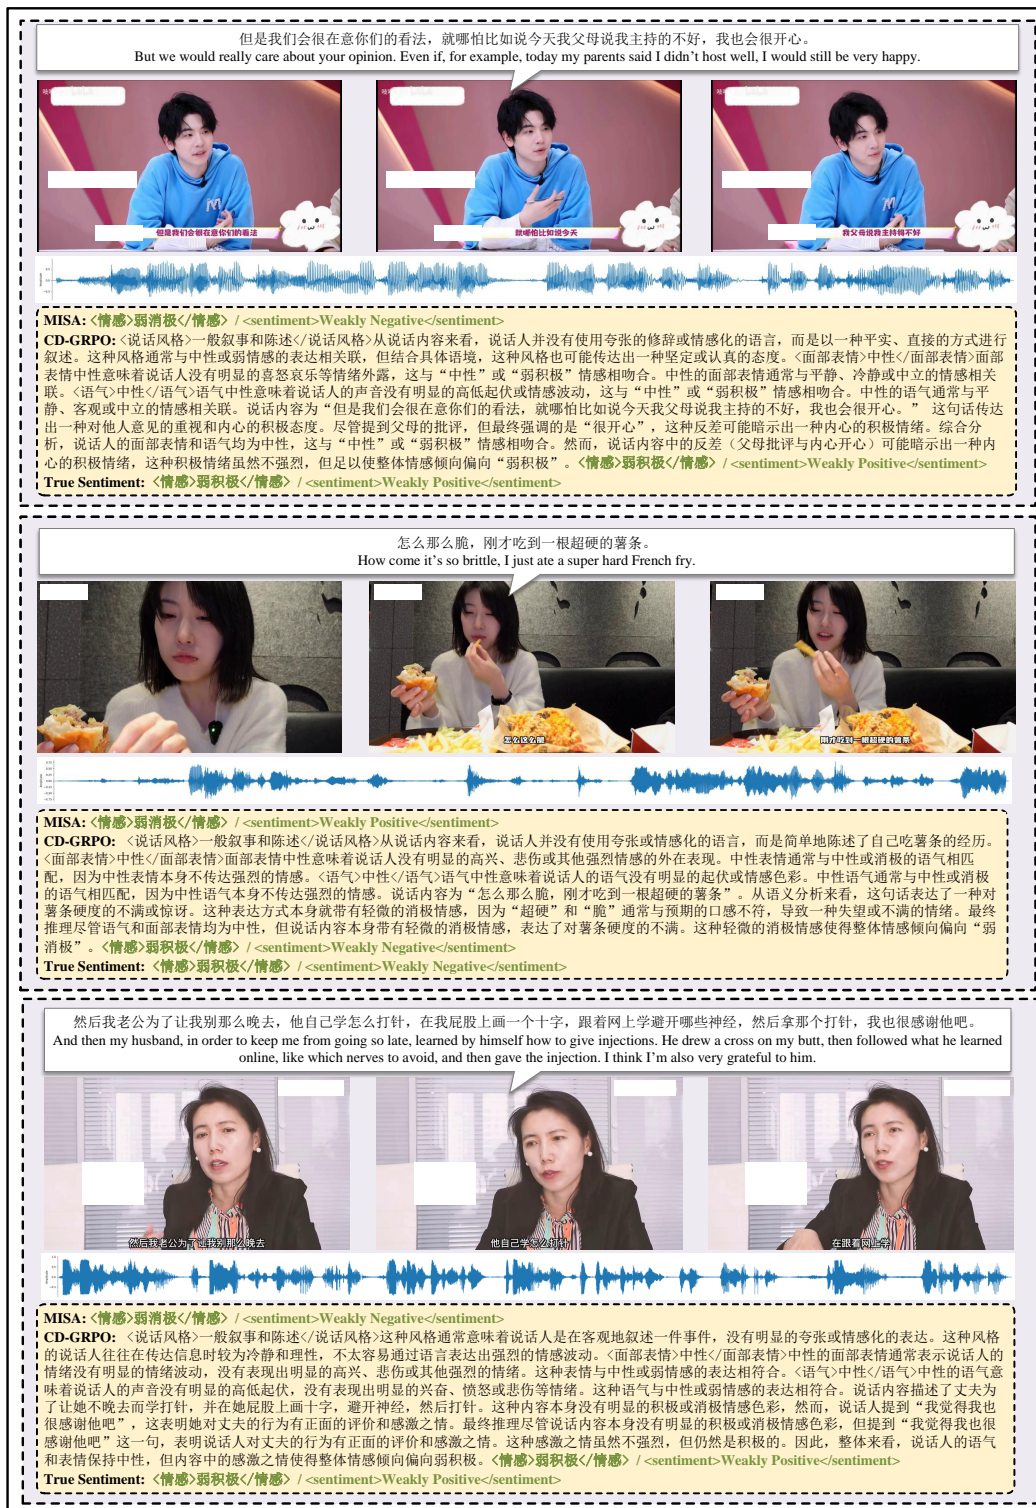 但是我们会很在意你们的看法，就哪怕比如说今天我父母说我主持的不好，我也会很开心。
But we would really care about your opinion. Even if, for example, today my parents said I didn't host well, I would still be very happy.
但是我们会很在意你们的看法
就哪怕比如说今天
我父母说我主持得不好
MISA: <情感>弱消极</情感> / <sentiment>Weakly Negative</sentiment>
CD-GRPO: <说话风格>一般叙事和陈述</说话风格>从说话内容来看，说话人并没有使用夸张的修辞或情感化的语言，而是以一种平实、直接的方式进行
叙述。这种风格通常与中性或弱情感的表达相关联，但结合具体语境，这种风格也可能传达出一种坚定或认真的态度。<面部表情>中性</面部表情>面部
表情中性意味着说话人没有明显的喜怒哀乐等情绪外露，这与“中性”或“弱积极”情感相吻合。中性的面部表情通常与平静、冷静或中立的情感相关
联。<语气>中性</语气>语气中性意味着说话人的声音没有明显的高低起伏或情感波动，这与“中性”或“弱积极”情感相吻合。中性的语气通常与平
静、客观或中立的情感相关联。说话内容为“但是我们会很在意你们的看法，就哪怕比如说今天我父母说我主持的不好，我也会很开心。” 这句话传达
出一种对他人意见的重视和内心的积极态度。尽管提到父母的批评，但最终强调的是“很开心”，这种反差可能暗示出一种内心的积极情绪。综合分
析，说话人的面部表情和语气均为中性，这与“中性”或“弱积极”情感相吻合。然而，说话内容中的反差（父母批评与内心开心）可能暗示出一种内
心的积极情绪，这种积极情绪虽然不强烈，但足以使整体情感倾向偏向“弱积极”。<情感>弱积极</情感> / <sentiment>Weakly Positive</sentiment>
True Sentiment: <情感>弱积极</情感> / <sentiment>Weakly Positive</sentiment>
怎么那么脆，刚才吃到一根超硬的薯条。
How come it's so brittle, I just ate a super hard French fry.
怎么这么脆
刚才吃到一根超硬的薯条
MISA: <情感>弱消极</情感> / <sentiment>Weakly Positive</sentiment>
CD-GRPO: <说话风格>一般叙事和陈述</说话风格>从说话内容来看，说话人并没有使用夸张或情感化的语言，而是简单地陈述了自己吃薯条的经历。
<面部表情>中性</面部表情>面部表情中性意味着说话人没有明显的高兴、悲伤或其他强烈情感的外在表现。中性表情通常与中性或消极的语气相匹
配，因为中性表情本身不传达强烈的情感。<语气>中性</语气>语气中性意味着说话人的语气没有明显的起伏或情感色彩。中性语气通常与中性或消极
的语气相匹配，因为中性语气本身不传达强烈的情感。说话内容为“怎么那么脆，刚才吃到一根超硬的薯条”。从语义分析来看，这句话表达了一种对
薯条硬度的不满或惊讶。这种表达方式本身就带有轻微的消极情感，因为“超硬”和“脆”通常与预期的口感不符，导致一种失望或不满的情绪。最终
推理尽管语气和面部表情均为中性，但说话内容本身带有轻微的消极情感，表达了对薯条硬度的不满。这种轻微的消极情感使得整体情感倾向偏向“弱
消极”。<情感>弱积极</情感> / <sentiment>Weakly Negative</sentiment>
True Sentiment: <情感>弱积极</情感> / <sentiment>Weakly Negative</sentiment>
然后我老公为了让我别那么晚去，他自己学怎么打针，在我屁股上画一个十字，跟着网上学避开哪些神经，然后拿那个打针，我也很感谢他吧。
And then my husband, in order to keep me from going so late, learned by himself how to give injections. He drew a cross on my butt, then followed what he learned
online, like which nerves to avoid, and then gave the injection. I think I'm also very grateful to him.
然后我老公为了让我别那么晚去
他自己学怎么打针
在跟着网上学
MISA: <情感>弱消极</情感> / <sentiment>Weakly Negative</sentiment>
CD-GRPO: <说话风格>一般叙事和陈述</说话风格>这种风格通常意味着说话人是在客观地叙述一件事件，没有明显的夸张或情感化的表达。这种风格
的说话人往往在传达信息时较为冷静和理性，不太容易通过语言表达出强烈的情感波动。<面部表情>中性</面部表情>中性的面部表情通常表示说话人的
情绪没有明显的情绪波动，没有表现出明显的高兴、悲伤或其他强烈的情绪。这种表情与中性或弱情感的表达相符合。<语气>中性</语气>中性的语气意
味着说话人的声音没有明显的高低起伏，没有表现出明显的兴奋、愤怒或悲伤等情绪。这种语气与中性或弱情感的表达相符合。说话内容描述了丈夫为
了让她不晚去而学打针，并在她屁股上画十字，避开神经，然后打针。这种内容本身没有明显的积极或消极情感色彩，然而，说话人提到“我觉得我也
很感谢他吧”，这表明她对丈夫的行为有正面的评价和感激之情。最终推理尽管说话内容本身没有明显的积极或消极情感色彩，但提到“我觉得我也很
感谢他吧”这一句，表明说话人对丈夫的行为有正面的评价和感激之情。这种感激之情虽然不强烈，但仍然是积极的。因此，整体来看，说话人的语气
和表情保持中性，但内容中的感激之情使得整体情感倾向偏向弱积极。<情感>弱积极</情感> / <sentiment>Weakly Positive</sentiment>
True Sentiment: <情感>弱积极</情感> / <sentiment>Weakly Positive</sentiment>